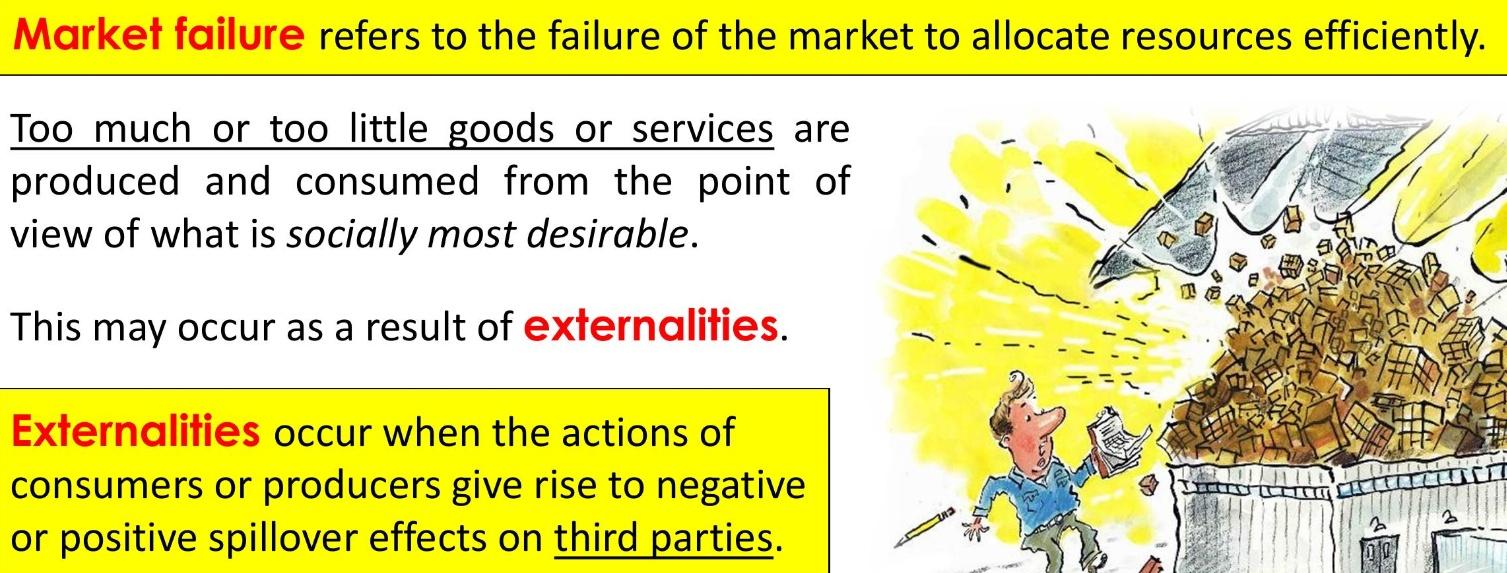 Market failure refers to the failure of the market to allocate resources efficiently.
Too much or too little goods or services are
produced and consumed from the point of
view of what is socially most desirable.
This may occur as a result of externalities.
Externalities occur when the actions of
consumers or producers give rise to negative
or positive spillover effects on third parties.